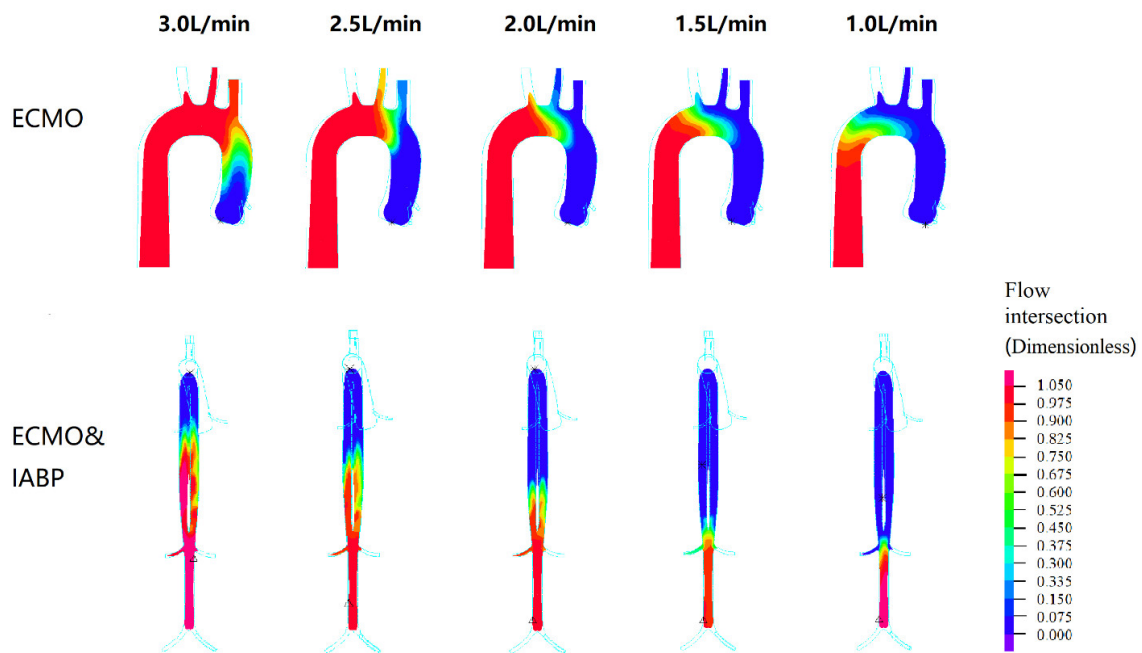 3.0L/min 2.5L/min 2.0L/min 1.5L/min 1.0L/min
ECMO
Flow
intersection
(Dimensionless)
ECMO&
IABP
1.050
0.975
0.900
0.825
0.750
0.675
0.600
0.525
0.450
0.375
0.300
0.335
0.150
0.075
0.000